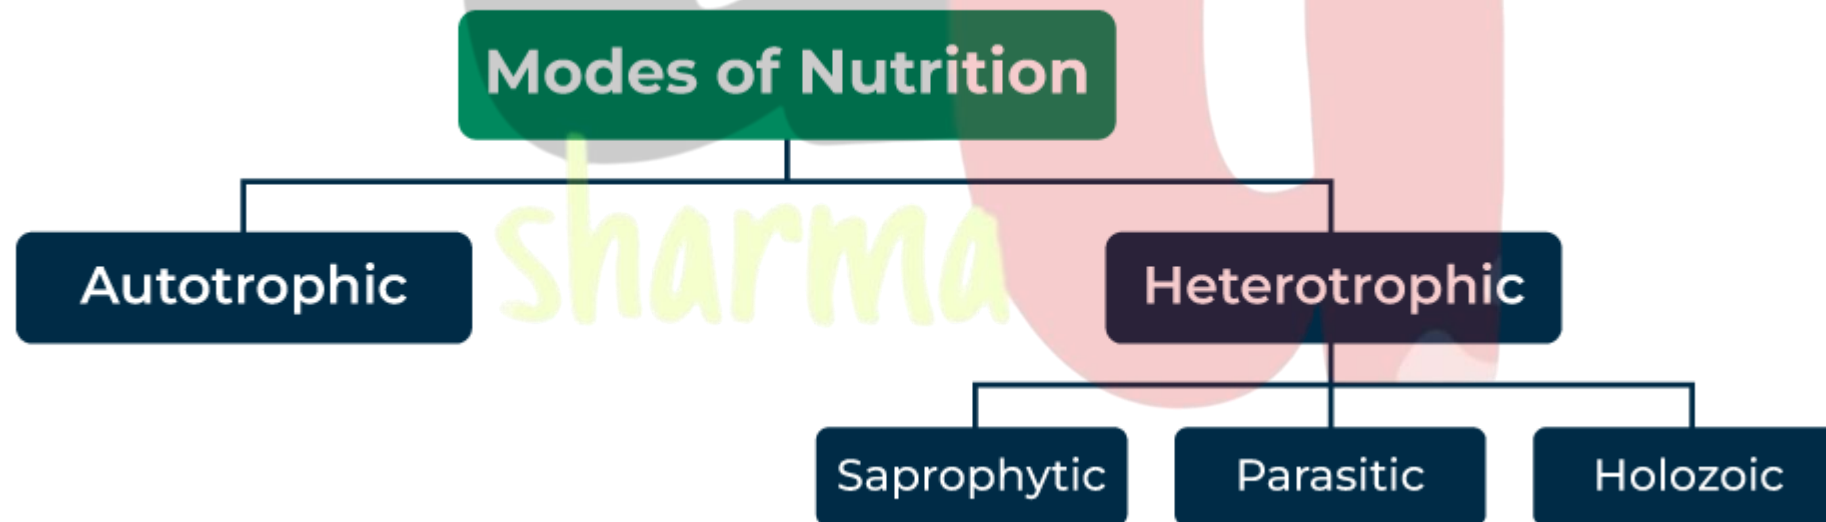 Modes of Nutrition
sharma
Autotrophic
Heterotrophic
Saprophytic
Parasitic
Holozoic